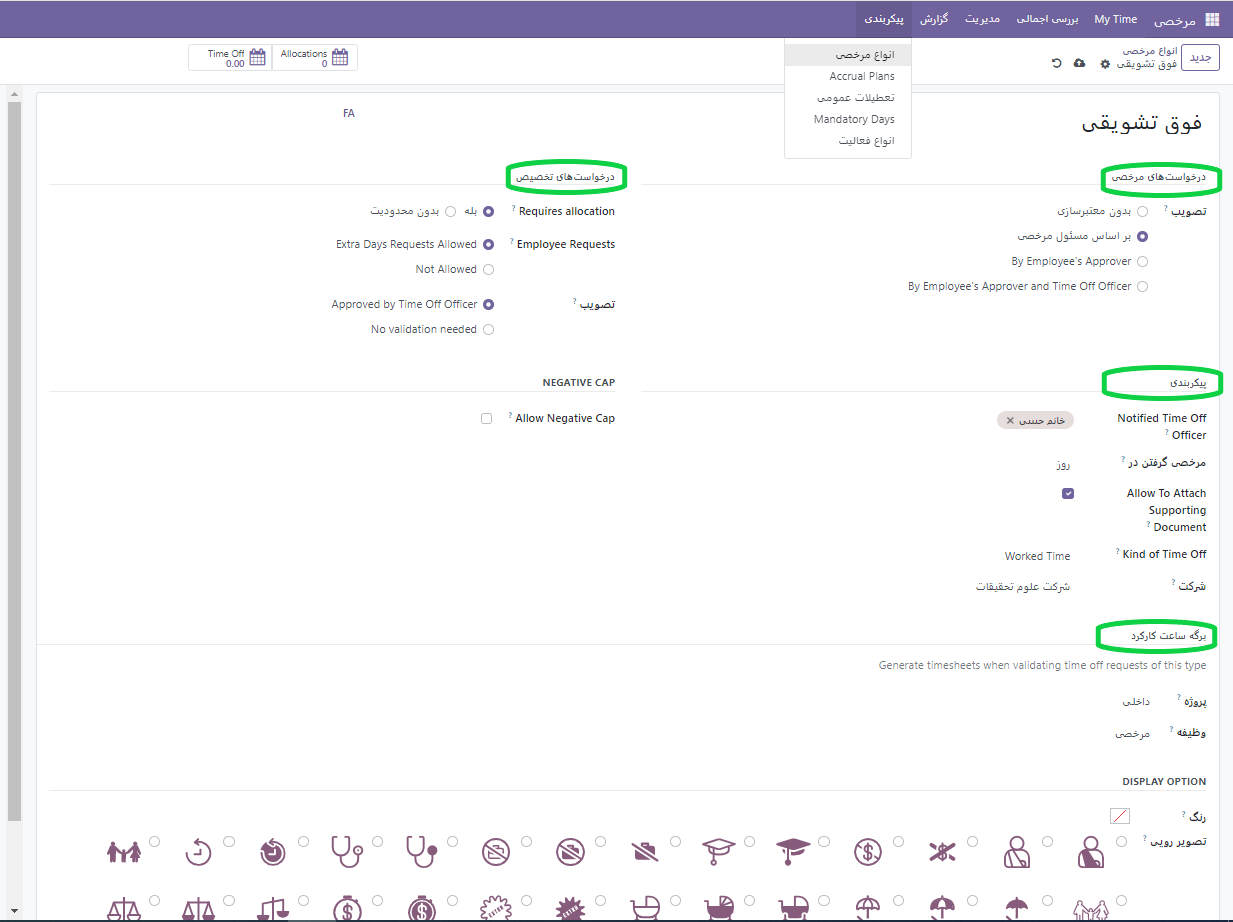 مرخصی My Time بررسی اجمالی مدیریت گزارش پیکربندی
جدید
انواع مرخصی
فوق تشویقی
Allocations
0
Time Off
0.00
انواع مرخصی
Accrual Plans
تعطیلات عمومی
Mandatory Days
انواع فعالیت
فوق تشویقی
FA
درخواست‌های مرخصی
تصویب ?
بدون معتبرسازی
بر اساس مسئول مرخصی
By Employee's Approver
By Employee's Approver and Time Off Officer
درخواست‌های تخصیص
Requires allocation ?
بله
بدون محدودیت
Employee Requests ?
Extra Days Requests Allowed
Not Allowed
تصویب ?
Approved by Time Off Officer
No validation needed
پیکربندی
Notified Time Off
Officer ?
خانم حبیبی ×
مرخصی گرفتن در ?
روز
Allow To Attach
Supporting
Document ?
Kind of Time Off ?
Worked Time
شرکت ?
شرکت علوم تحقیقات
NEGATIVE CAP
Allow Negative Cap ?
برگه ساعت کارکرد
Generate timesheets when validating time off requests of this type
پروژه ?
داخلی
وظیفه ?
مرخصی
DISPLAY OPTION
رنگ ?
تصویر رویی ?